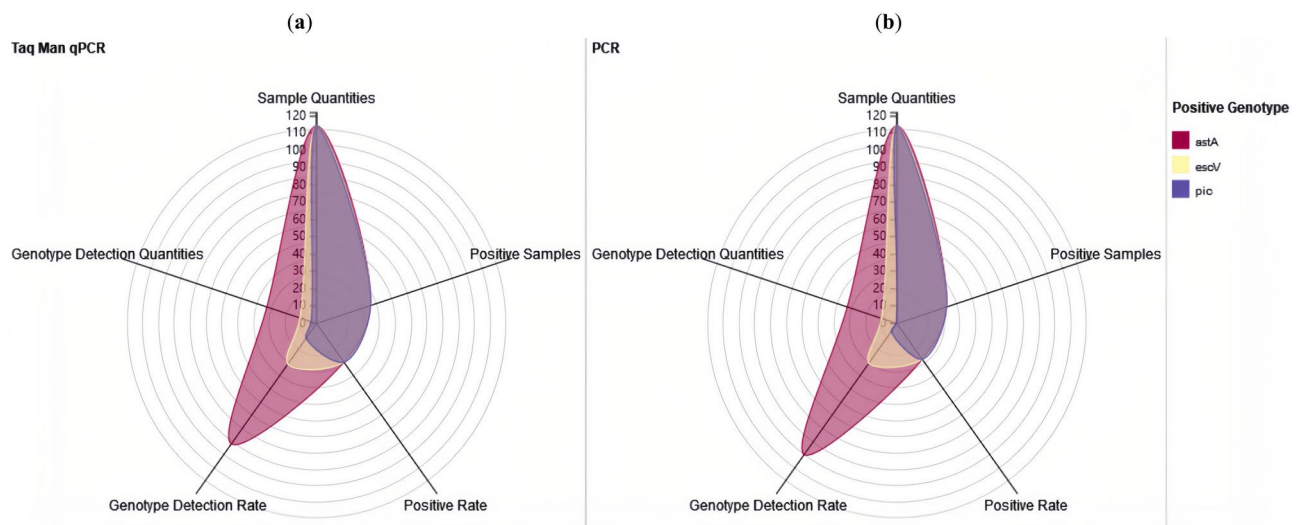 (a)
(b)
Taq Man qPCR
PCR
Sample Quantities
120
110
100
90
80
70
60
50
40
30
20
10
0
Genotype Detection Quantities
Positive Samples
Genotype Detection Rate
Positive Rate
Sample Quantities
120
110
100
90
80
70
60
50
40
30
20
10
0
Genotype Detection Quantities
Positive Samples
Genotype Detection Rate
Positive Rate
Positive Genotype
astA
escV
pic